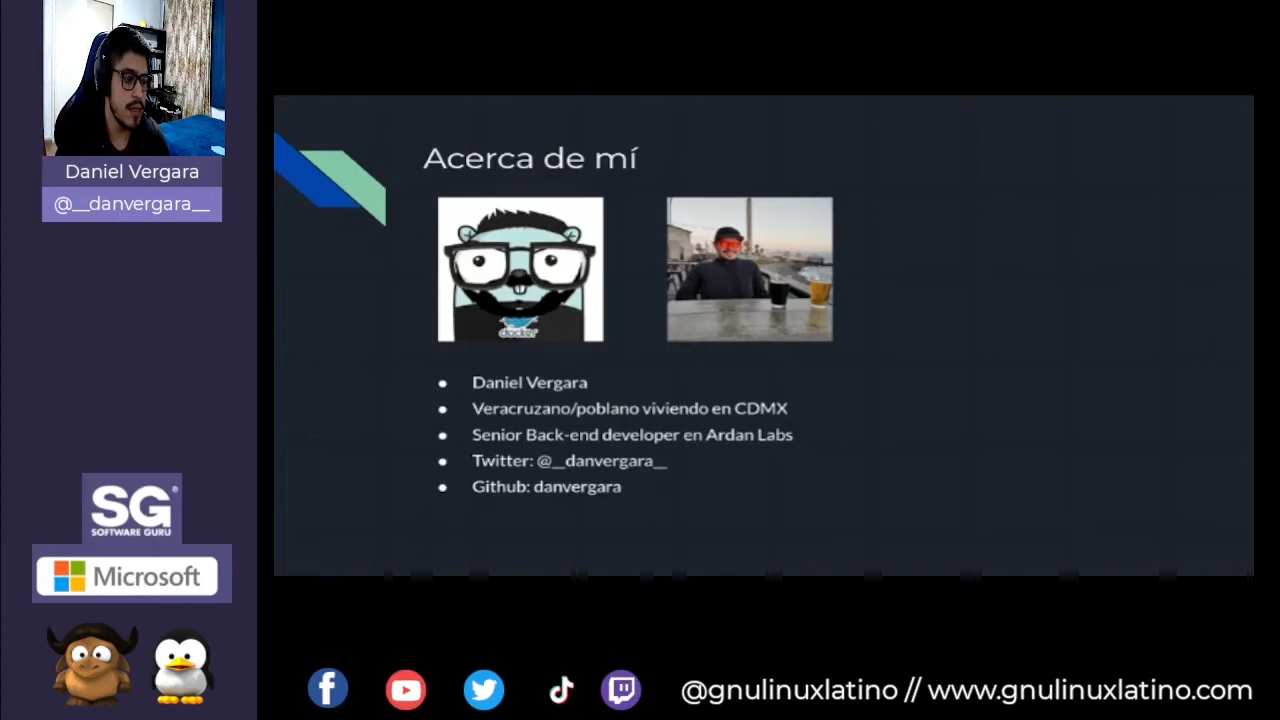 Daniel Vergara
@__danvergara__
Acerca de mí
docker
Daniel Vergara
Veracruzano/poblano viviendo en CDMX
Senior Back-end developer en Ardan Labs
Twitter: @__danvergara__
Github: danvergara
SG®
SOFTWARE GURU
Microsoft
@gnulinuxlatino // www.gnulinuxlatino.com